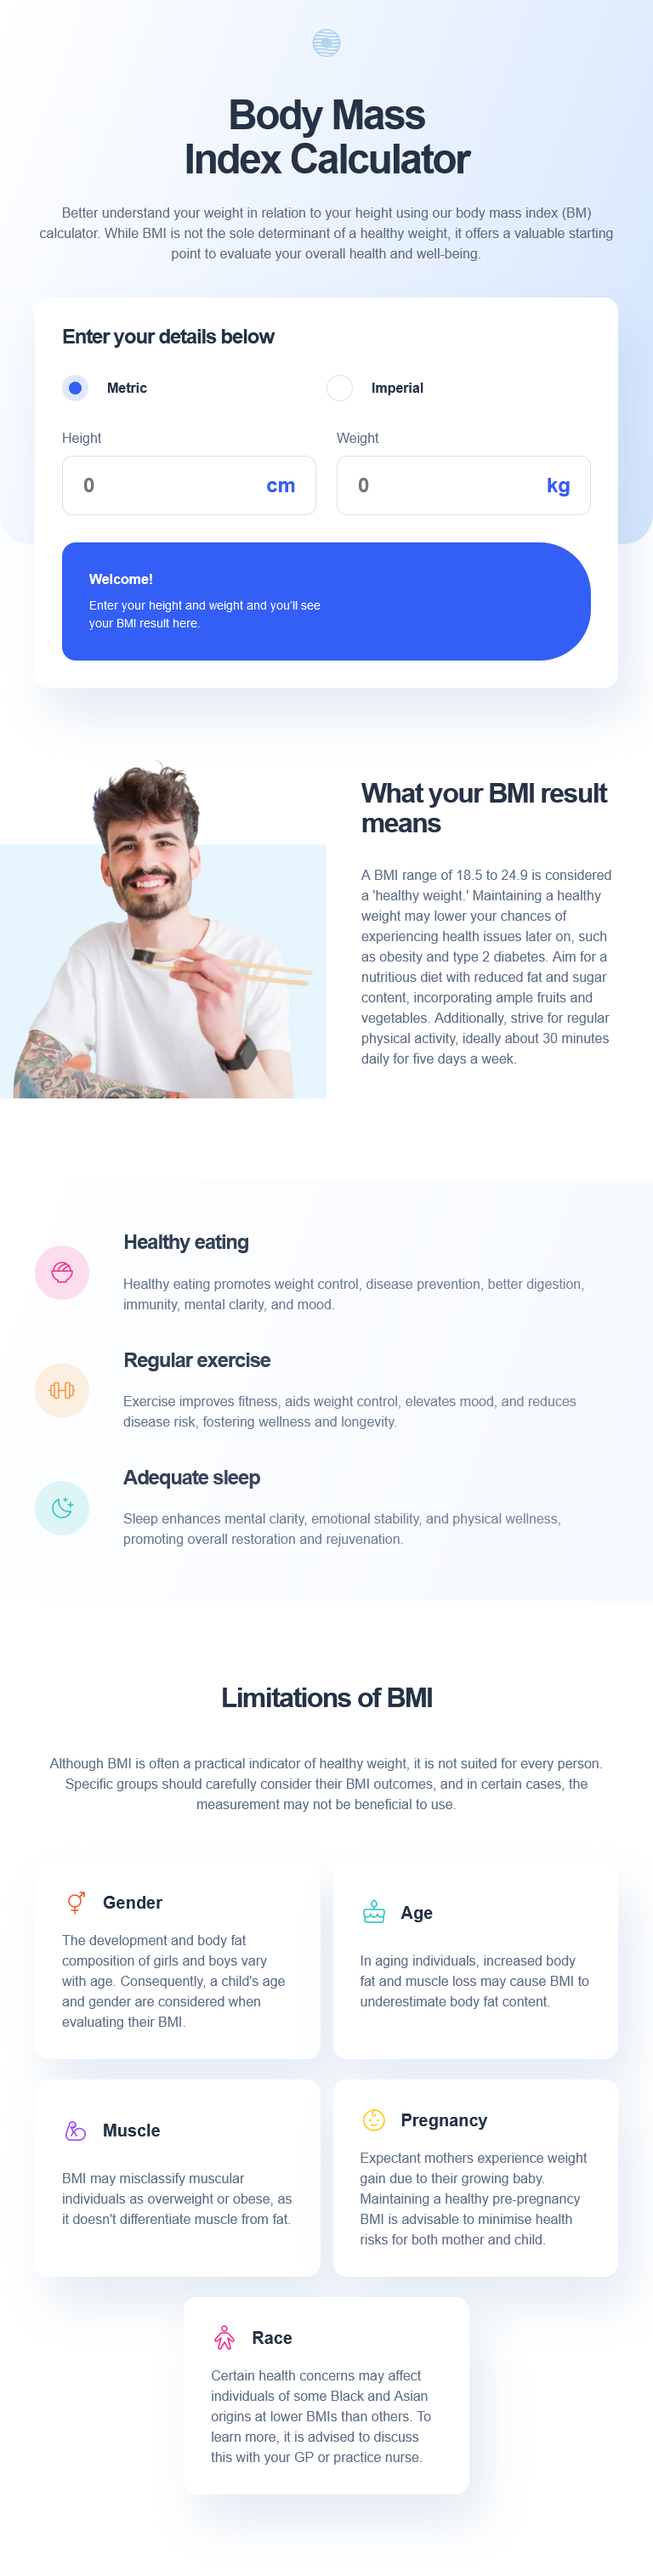 Body Mass
Index Calculator
Better understand your weight in relation to your height using our body mass index (BM)
calculator. While BMI is not the sole determinant of a healthy weight, it offers a valuable starting
point to evaluate your overall health and well-being.
Enter your details below
Metric
Imperial
Height
Weight
0 cm
0 kg
Welcome!
Enter your height and weight and you'll see
your BMI result here.
What your BMI result
means
A BMI range of 18.5 to 24.9 is considered
a 'healthy weight.' Maintaining a healthy
weight may lower your chances of
experiencing health issues later on, such
as obesity and type 2 diabetes. Aim for a
nutritious diet with reduced fat and sugar
content, incorporating ample fruits and
vegetables. Additionally, strive for regular
physical activity, ideally about 30 minutes
daily for five days a week.
Healthy eating
Healthy eating promotes weight control, disease prevention, better digestion,
immunity, mental clarity, and mood.
Regular exercise
Exercise improves fitness, aids weight control, elevates mood, and reduces
disease risk, fostering wellness and longevity.
Adequate sleep
Sleep enhances mental clarity, emotional stability, and physical wellness,
promoting overall restoration and rejuvenation.
Limitations of BMI
Although BMI is often a practical indicator of healthy weight, it is not suited for every person.
Specific groups should carefully consider their BMI outcomes, and in certain cases, the
measurement may not be beneficial to use.
Gender
The development and body fat
composition of girls and boys vary
with age. Consequently, a child's age
and gender are considered when
evaluating their BMI.
Age
In aging individuals, increased body
fat and muscle loss may cause BMI to
underestimate body fat content.
Muscle
BMI may misclassify muscular
individuals as overweight or obese, as
it doesn't differentiate muscle from fat.
Pregnancy
Expectant mothers experience weight
gain due to their growing baby.
Maintaining a healthy pre-pregnancy
BMI is advisable to minimise health
risks for both mother and child.
Race
Certain health concerns may affect
individuals of some Black and Asian
origins at lower BMIs than others. To
learn more, it is advised to discuss
this with your GP or practice nurse.